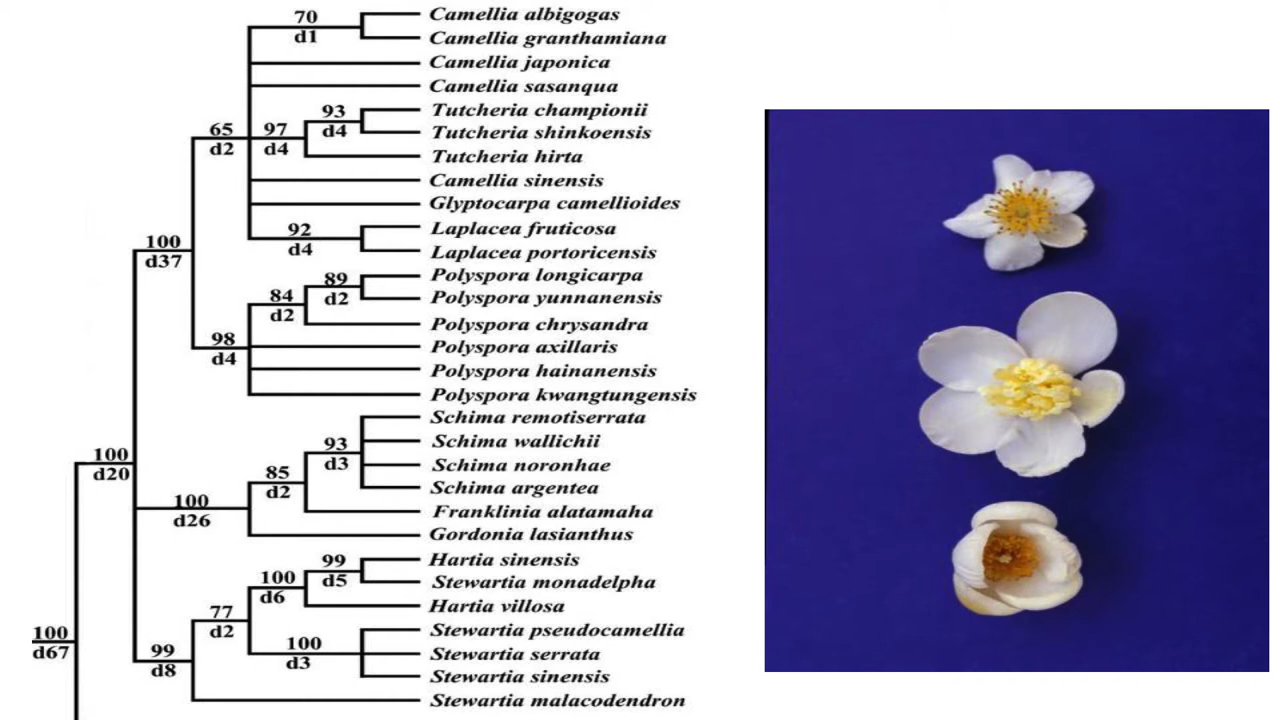 70
d1
Camellia albigogas
Camellia granthamiana
Camellia japonica
Camellia sasanqua
65
d2
97
d4
93
d4
Tutcheria championii
Tutcheria shinkoensis
Tutcheria hirta
Camellia sinensis
Glyptocarpa camellioides
92
d4
Laplacea fruticosa
Laplacea portoricensis
100
d37
98
d4
84
d2
89
d2
Polyspora longicarpa
Polyspora yunnanensis
Polyspora chrysandra
Polyspora axillaris
Polyspora hainanensis
Polyspora kwangtungensis
100
d20
100
d26
85
d2
93
d3
Schima remotiserrata
Schima wallichii
Schima noronhae
Schima argentea
Franklinia alatamaha
Gordonia lasianthus
100
d67
99
d8
77
d2
100
d6
99
d5
Hartia sinensis
Stewartia monadelpha
Hartia villosa
100
d3
Stewartia pseudocamellia
Stewartia serrata
Stewartia sinensis
Stewartia malacodendron